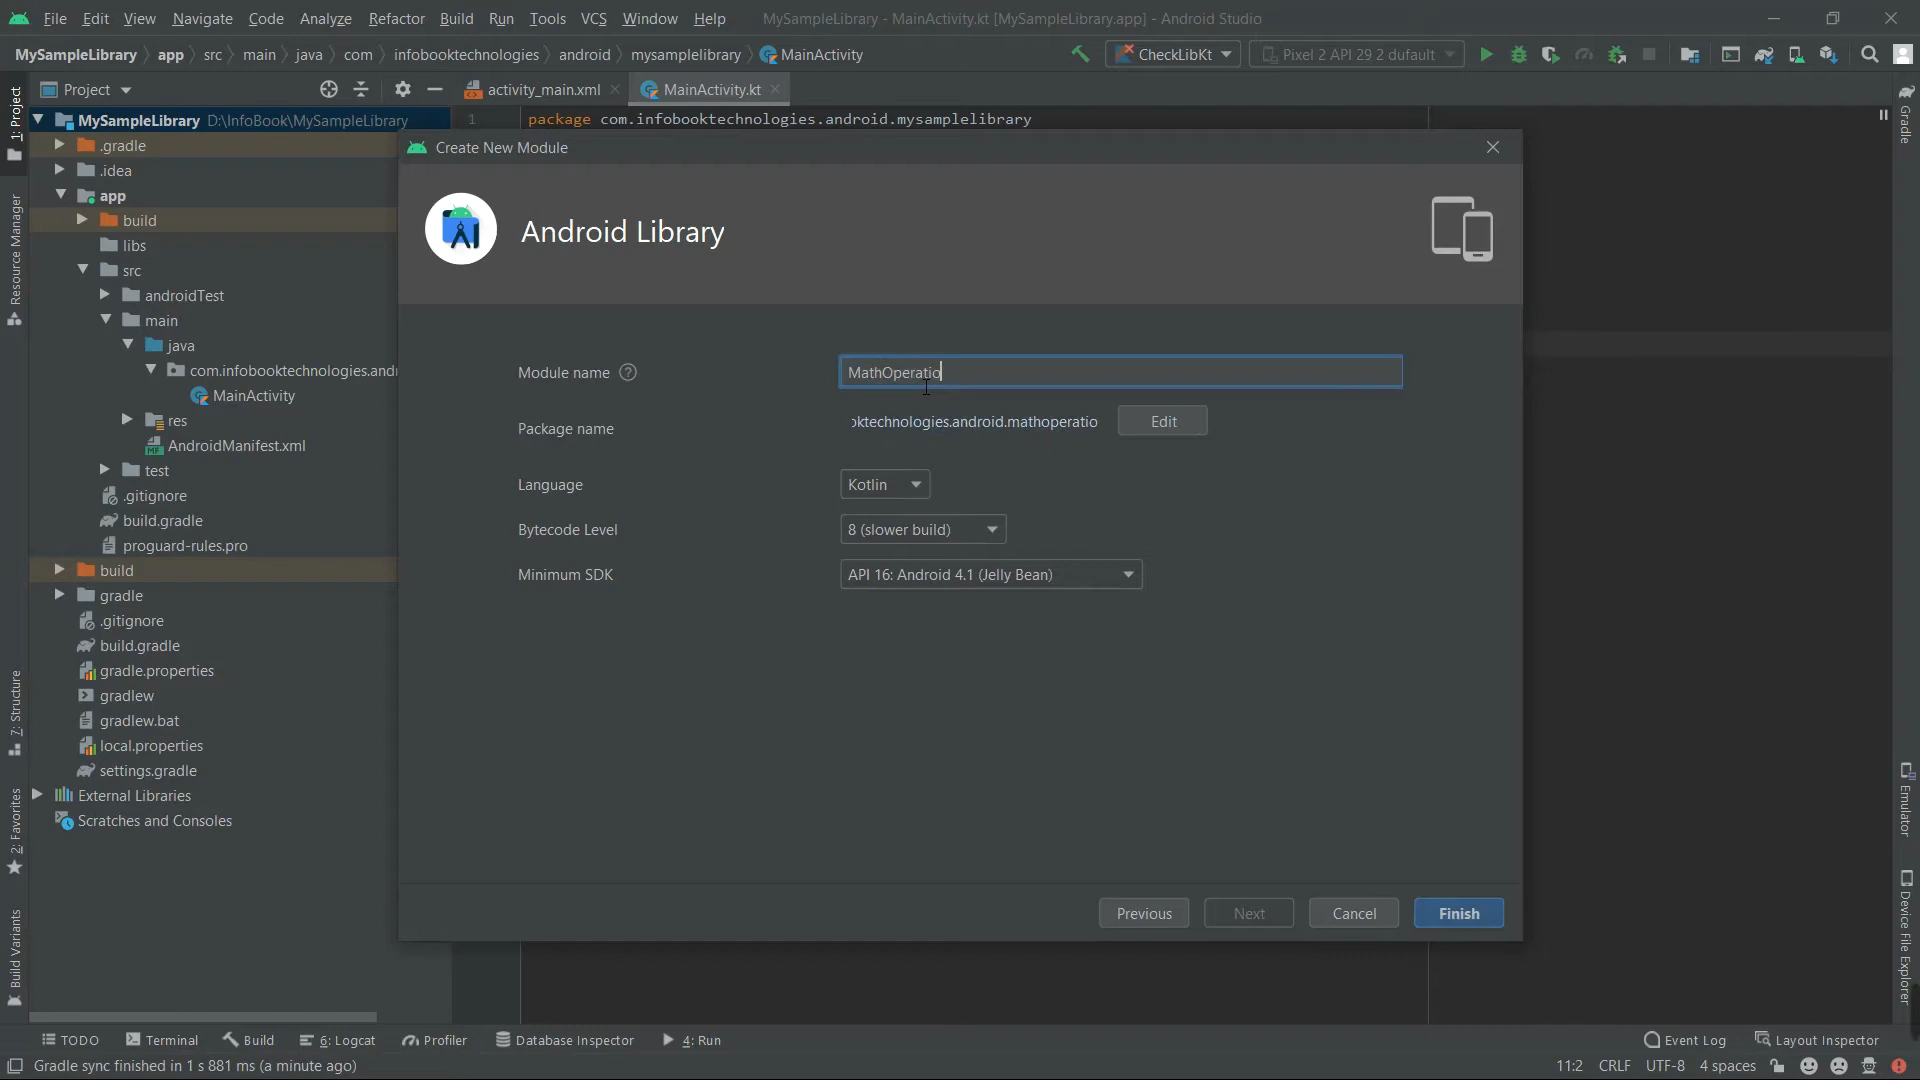 File Edit View Navigate Code Analyze Refactor Build Run Tools VCS Window Help MySampleLibrary - MainActivity.kt [MySampleLibrary.app] - Android Studio
MySampleLibrary app src main java com infobooktechnologies android mysamplelibrary MainActivity CheckLibKt Pixel 2 API 29 2 dufault
Project activity_main.xml MainActivity.kt
MySampleLibrary D:\InfoBook\MySampleLibrary 1 package com.infobooktechnologies.android.mysamplelibrary
.gradle
.idea
app
build
libs
src
androidTest
main
java
com.infobooktechnologies.and
MainActivity
res
AndroidManifest.xml
test
.gitignore
build.gradle
proguard-rules.pro
build
gradle
.gitignore
build.gradle
gradle.properties
gradlew
gradlew.bat
local.properties
settings.gradle
External Libraries
Scratches and Consoles
1: Project
Resource Manager
7: Structure
2: Favorites
Build Variants
Create New Module
Android Library
Module name MathOperatio
Package name oktechnologies.android.mathoperatio Edit
Language Kotlin
Bytecode Level 8 (slower build)
Minimum SDK API 16: Android 4.1 (Jelly Bean)
Previous Next Cancel Finish
Gradle
Emulator
Device File Explorer
TODO Terminal Build 6: Logcat Profiler Database Inspector 4: Run Event Log Layout Inspector
Gradle sync finished in 1 s 881 ms (a minute ago) 11:2 CRLF UTF-8 4 spaces